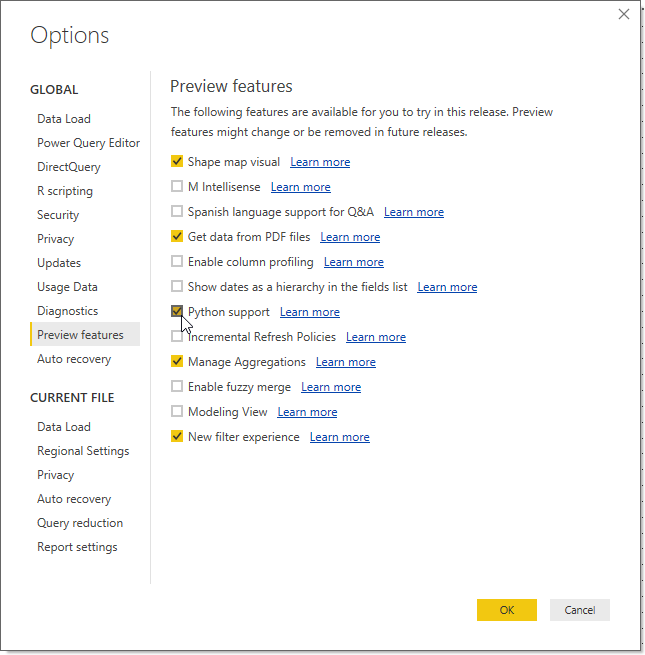 Options
GLOBAL
Data Load
Power Query Editor
DirectQuery
R scripting
Security
Privacy
Updates
Usage Data
Diagnostics
Preview features
Auto recovery
CURRENT FILE
Data Load
Regional Settings
Privacy
Auto recovery
Query reduction
Report settings
Preview features
The following features are available for you to try in this release. Preview
features might change or be removed in future releases.
Shape map visual Learn more
M Intellisense Learn more
Spanish language support for Q&A Learn more
Get data from PDF files Learn more
Enable column profiling Learn more
Show dates as a hierarchy in the fields list Learn more
Python support Learn more
Incremental Refresh Policies Learn more
Manage Aggregations Learn more
Enable fuzzy merge Learn more
Modeling View Learn more
New filter experience Learn more
OK Cancel